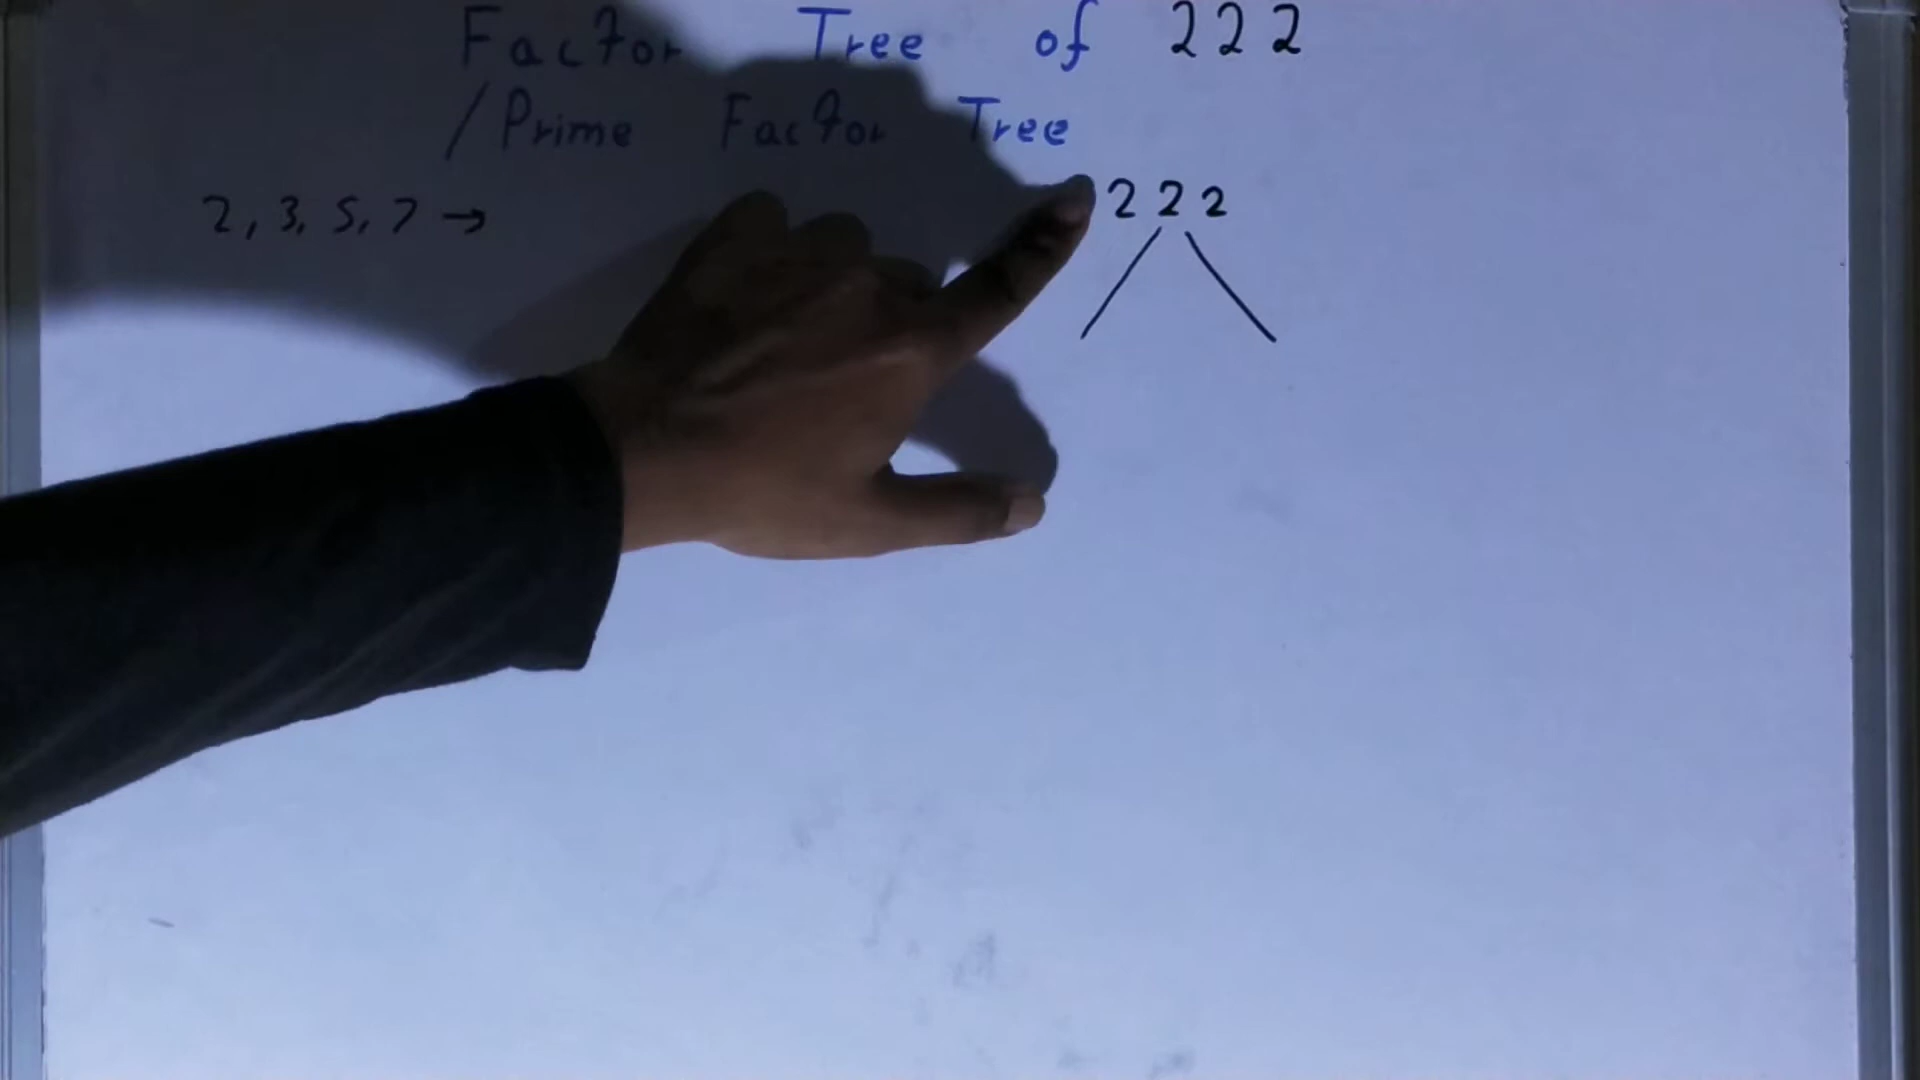 Factor Tree of 222
/Prime Factor Tree
2, 3, 5, 7 →
222